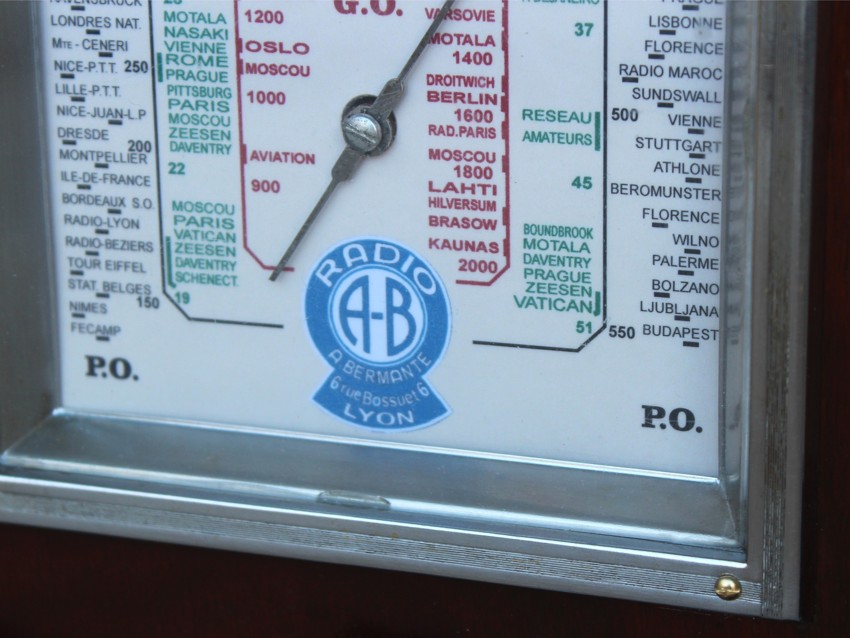 RAVENSBRUCK
LONDRES NAT.
Mte - CENERI
NICE-P.T.T. 250
LILLE-P.T.T.
NICE-JUAN-L.P
DRESDE 200
MONTPELLIER
ILE-DE-FRANCE
BORDEAUX S.O.
RADIO-LYON
RADIO-BEZIERS
TOUR EIFFEL
STAT. BELGES 150
NIMES
FECAMP
P.O.
MOTALA
NASAKI
VIENNE
ROME
PRAGUE
PITTSBURG
PARIS
MOSCOU
ZEESEN
DAVENTRY
22
MOSCOU
PARIS
VATICAN
ZEESEN
DAVENTRY
SCHENECT.
19
G.O.
1200
OSLO
MOSCOU
1000
AVIATION
900
VARSOVIE
MOTALA
1400
DROITWICH
BERLIN
1600
RAD.PARIS
MOSCOU
1800
LAHTI
HILVERSUM
BRASOW
KAUNAS
2000
RADIO
A-B
A BERMANTE
6 rue Bossuet 6
LYON
37
RESEAU
AMATEURS
45
BOUNDBROOK
MOTALA
DAVENTRY
PRAGUE
ZEESEN
VATICAN
51
PRAGUE
LISBONNE
FLORENCE
RADIO MAROC
SUNDSWALL
500 VIENNE
STUTTGART
ATHLONE
BEROMUNSTER
FLORENCE
WILNO
PALERME
BOLZANO
LJUBLJANA
550 BUDAPEST
P.O.